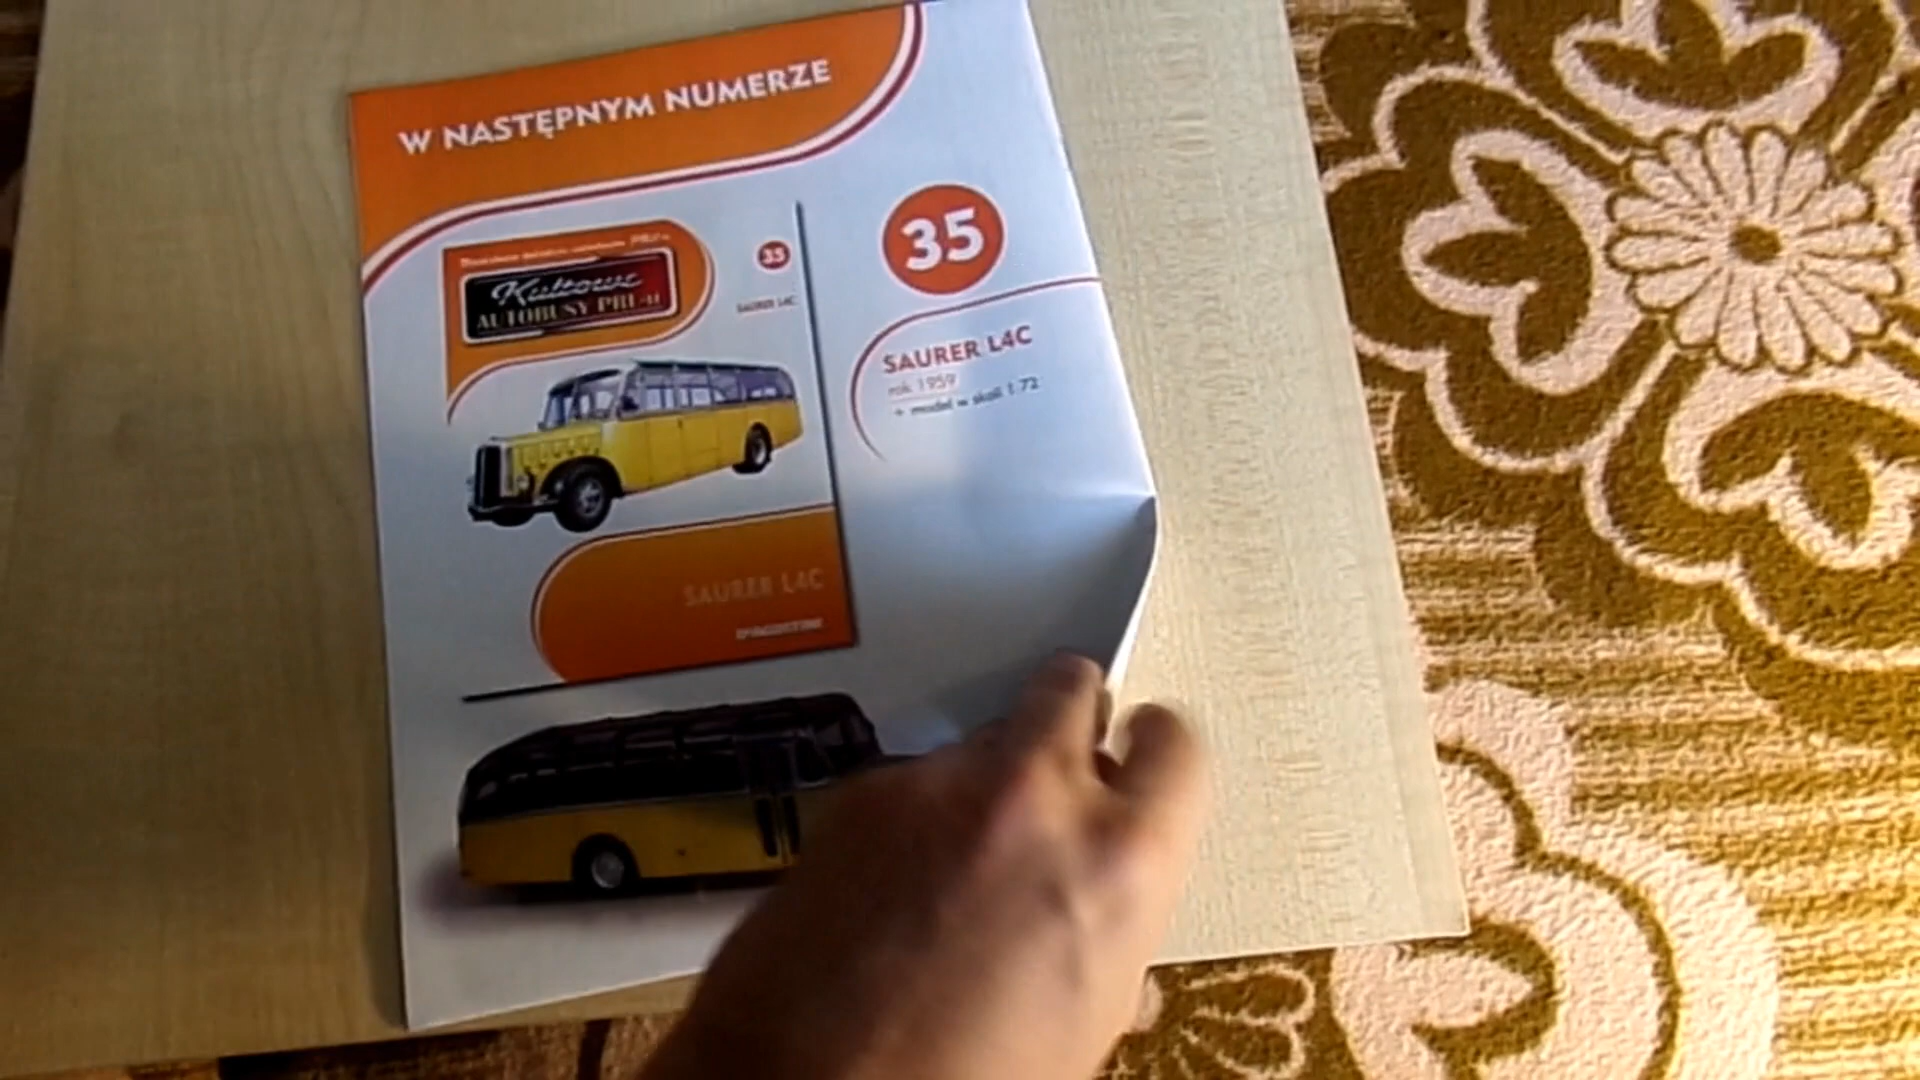 W NASTĘPNYM NUMERZE
35
Kultowe
AUTOBUSY PRL-u
35
SAURER L4C
SAURER L4C
rok 1959
+ model w skali 1:72
SAURER L4C
DeAGOSTINI